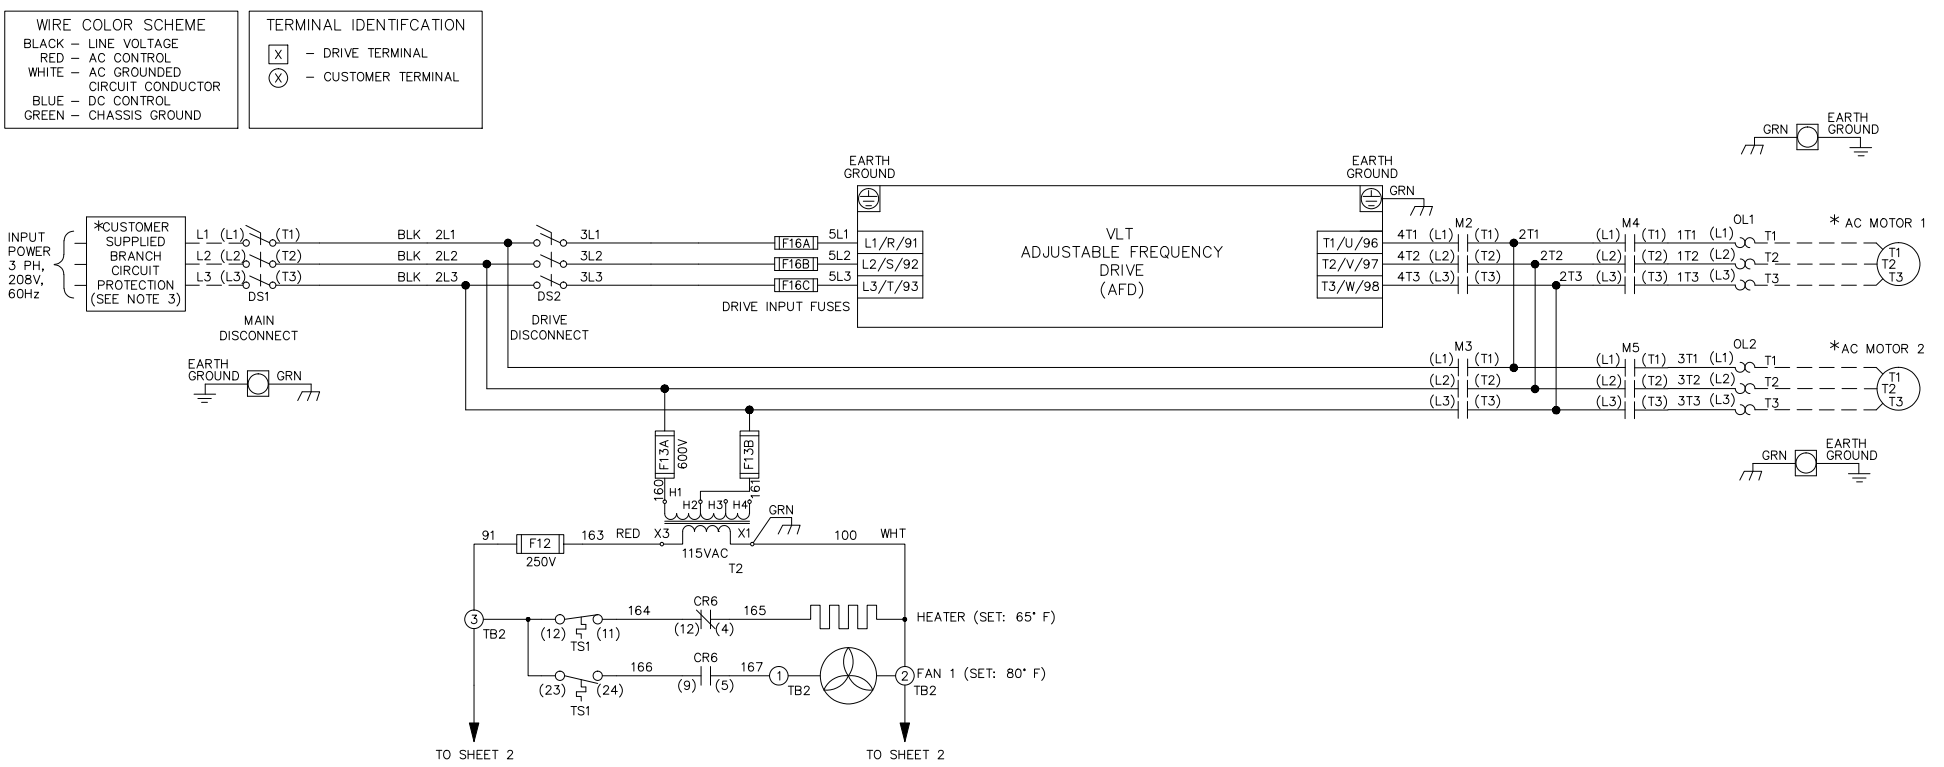 WIRE COLOR SCHEME
BLACK – LINE VOLTAGE
RED – AC CONTROL
WHITE – AC GROUNDED
CIRCUIT CONDUCTOR
BLUE – DC CONTROL
GREEN – CHASSIS GROUND
TERMINAL IDENTIFCATION
X – DRIVE TERMINAL
X – CUSTOMER TERMINAL
GRN
EARTH
GROUND
INPUT
POWER
3 PH,
208V,
60Hz
*CUSTOMER
SUPPLIED
BRANCH
CIRCUIT
PROTECTION
(SEE NOTE 3)
L1 (L1) (T1) BLK 2L1 3L1 F16A 5L1
L2 (L2) (T2) BLK 2L2 3L2 F16B 5L2
L3 (L3) (T3) BLK 2L3 3L3 F16C 5L3
DS1
MAIN
DISCONNECT
DS2
DRIVE
DISCONNECT
DRIVE INPUT FUSES
EARTH
GROUND
EARTH
GROUND
GRN
L1/R/91
L2/S/92
L3/T/93
VLT
ADJUSTABLE FREQUENCY
DRIVE
(AFD)
T1/U/96
T2/V/97
T3/W/98
M2 M4 OL1
4T1 (L1) (T1) 2T1 (L1) (T1) 1T1 (L1) T1
4T2 (L2) (T2) 2T2 (L2) (T2) 1T2 (L2) T2
4T3 (L3) (T3) 2T3 (L3) (T3) 1T3 (L3) T3
* AC MOTOR 1
T1
T2
T3
M3 M5 OL2
(L1) (T1) (L1) (T1) 3T1 (L1) T1
(L2) (T2) (L2) (T2) 3T2 (L2) T2
(L3) (T3) (L3) (T3) 3T3 (L3) T3
*AC MOTOR 2
T1
T2
T3
EARTH
GROUND
GRN
GRN
EARTH
GROUND
F13A
600V
F13B
160
161
H1 H2 H3 H4
GRN
91 F12 163 RED X3 X1 100 WHT
250V
115VAC
T2
3
TB2
(12) (11) 164 CR6 (12) (4) 165
TS1
HEATER (SET: 65° F)
(23) (24) 166 CR6 (9) (5) 167 1
TS1
TB2
2
TB2
FAN 1 (SET: 80° F)
TO SHEET 2
TO SHEET 2